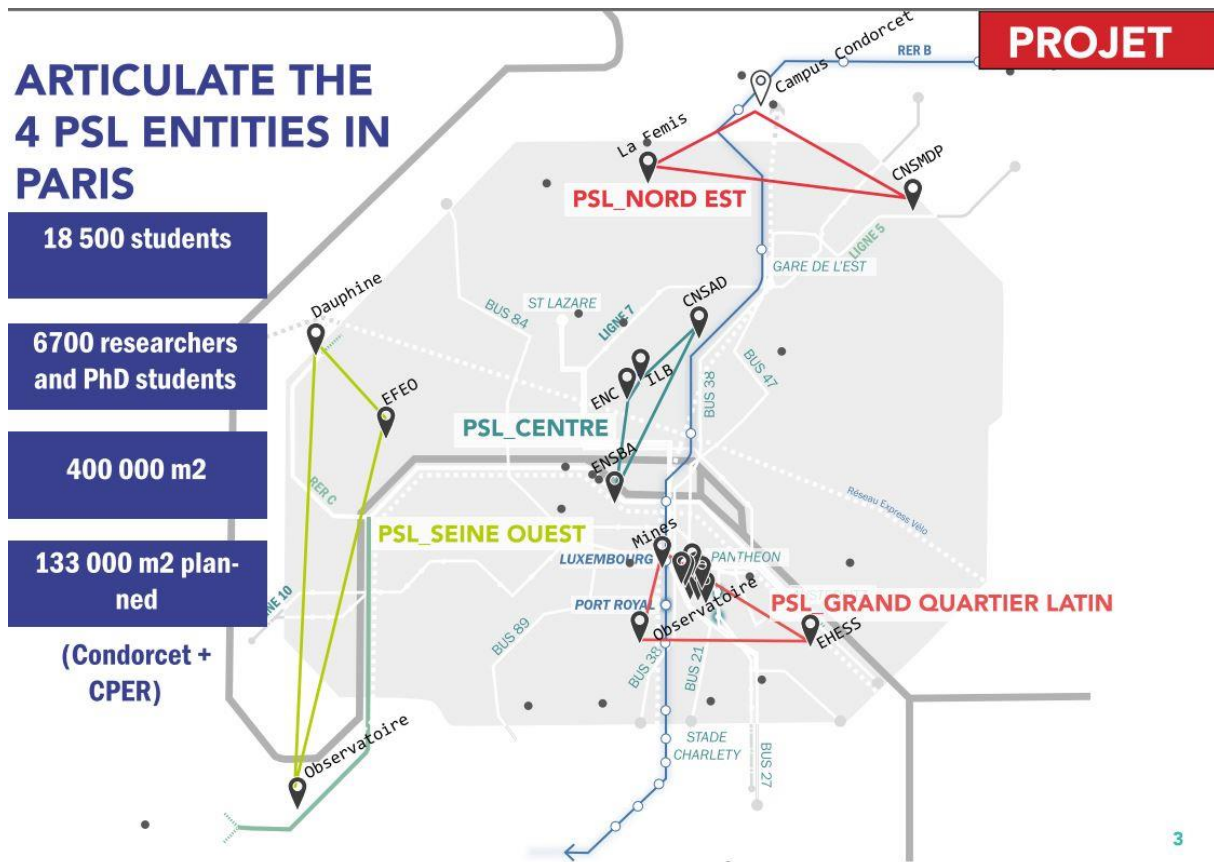 PROJET
ARTICULATE THE
4 PSL ENTITIES IN
PARIS
18 500 students
6700 researchers
and PhD students
400 000 m2
133 000 m2 plan-
ned
(Condorcet +
CPER)
RER B
Campus Condorcet
La Femis
CNSMDP
PSL_NORD EST
LIGNE 5
GARE DE L'EST
Dauphine
BUS 84
ST LAZARE
LIGNE 7
CNSAD
EFEO
ENC
ILB
BUS 38
BUS 47
PSL_CENTRE
ENSBA
RER C
Réseau Express Vélo
PSL_SEINE OUEST
Mines
LUXEMBOURG
PANTHEON
PORT ROYAL
Observatoire
PSL_GRAND QUARTIER LATIN
EHESS
BUS 89
BUS 38
BUS 21
STADE
CHARLETY
BUS 27
Observatoire
3